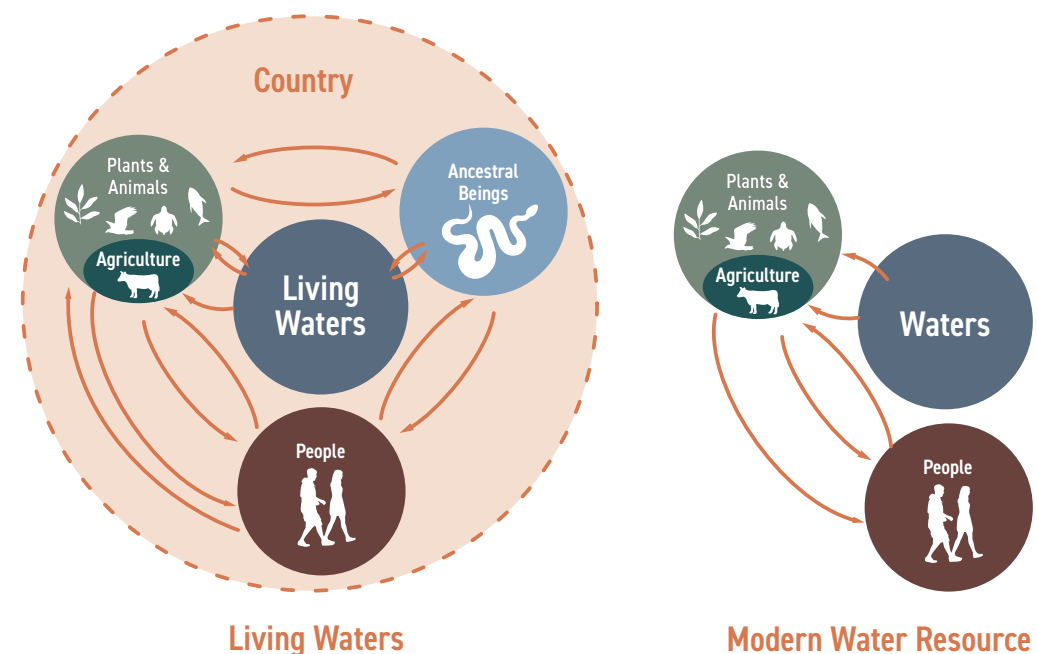 Country
Plants &
Animals
Agriculture
Ancestral
Beings
Living
Waters
People
Living Waters
Plants &
Animals
Agriculture
Waters
People
Modern Water Resource